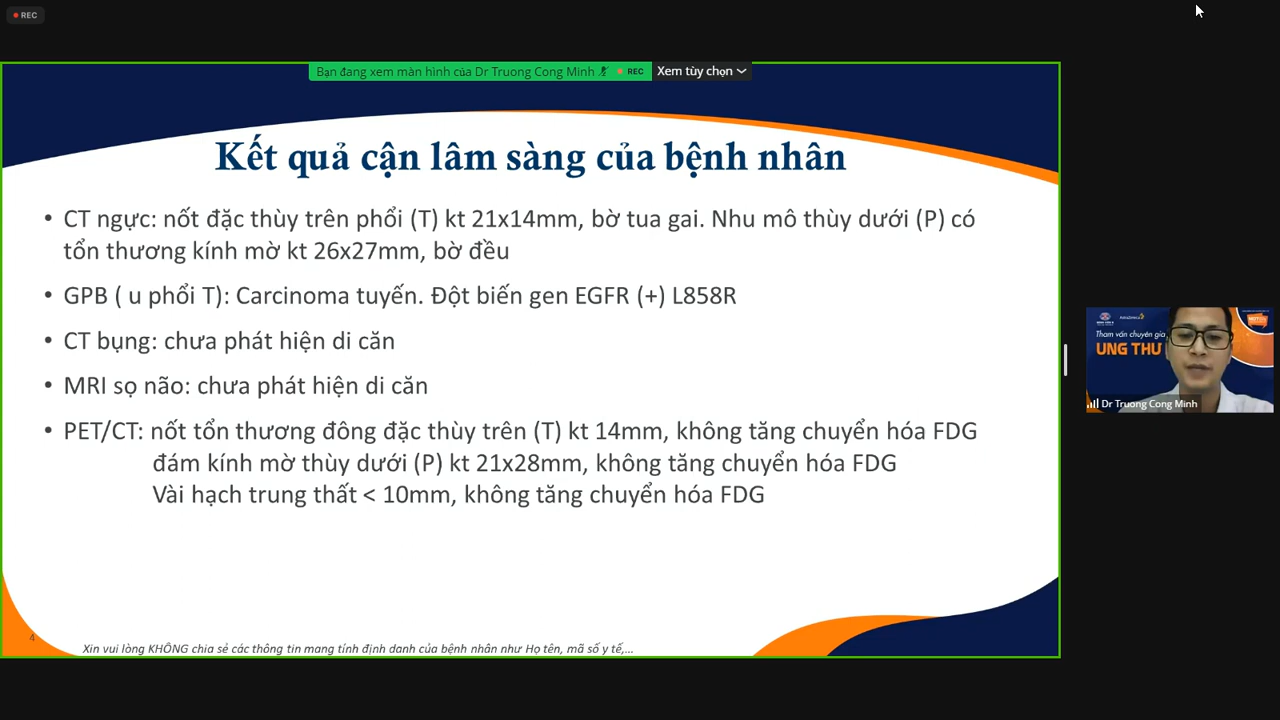 REC
Bạn đang xem màn hình của Dr Truong Cong Minh REC Xem tùy chọn
Kết quả cận lâm sàng của bệnh nhân
• CT ngực: nốt đặc thùy trên phổi (T) kt 21x14mm, bờ tua gai. Nhu mô thùy dưới (P) có
tổn thương kính mờ kt 26x27mm, bờ đều
• GPB ( u phổi T): Carcinoma tuyến. Đột biến gen EGFR (+) L858R
• CT bụng: chưa phát hiện di căn
• MRI sọ não: chưa phát hiện di căn
• PET/CT: nốt tổn thương đông đặc thùy trên (T) kt 14mm, không tăng chuyển hóa FDG
đám kính mờ thùy dưới (P) kt 21x28mm, không tăng chuyển hóa FDG
Vài hạch trung thất < 10mm, không tăng chuyển hóa FDG
4
Xin vui lòng KHÔNG chia sẻ các thông tin mang tính định danh của bệnh nhân như Họ tên, mã số y tế,...
Tham vấn chuyên gia
UNG THƯ
Dr Truong Cong Minh